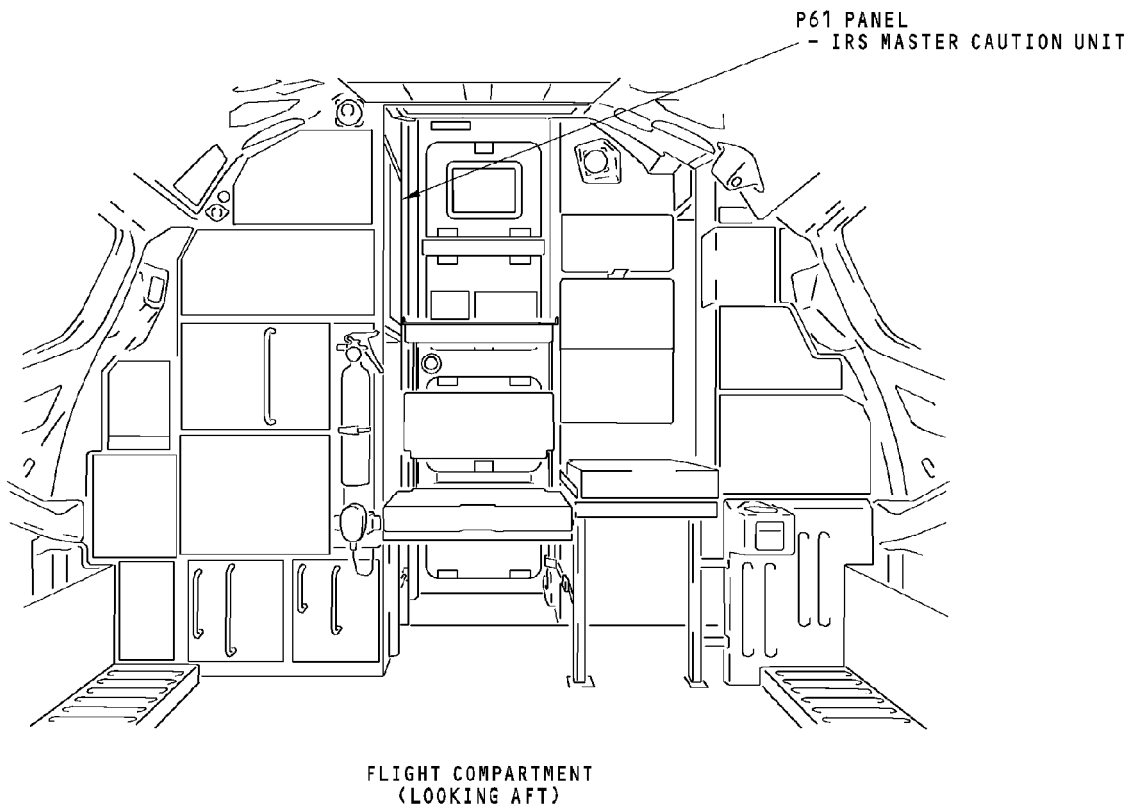 P61 PANEL
- IRS MASTER CAUTION UNIT
FLIGHT COMPARTMENT
(LOOKING AFT)